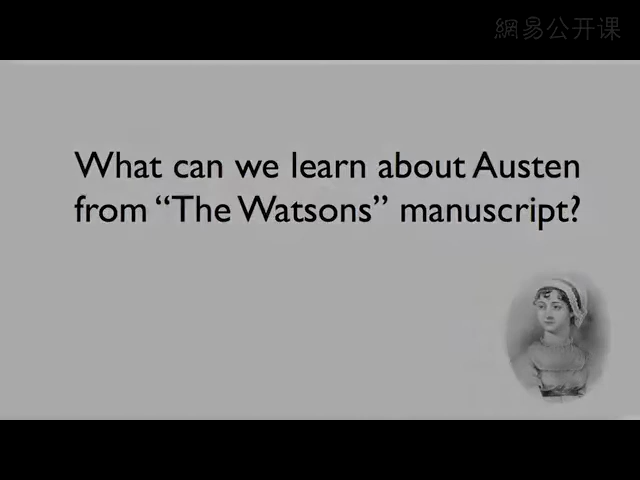 網易公开课
What can we learn about Austen
from “The Watsons” manuscript?